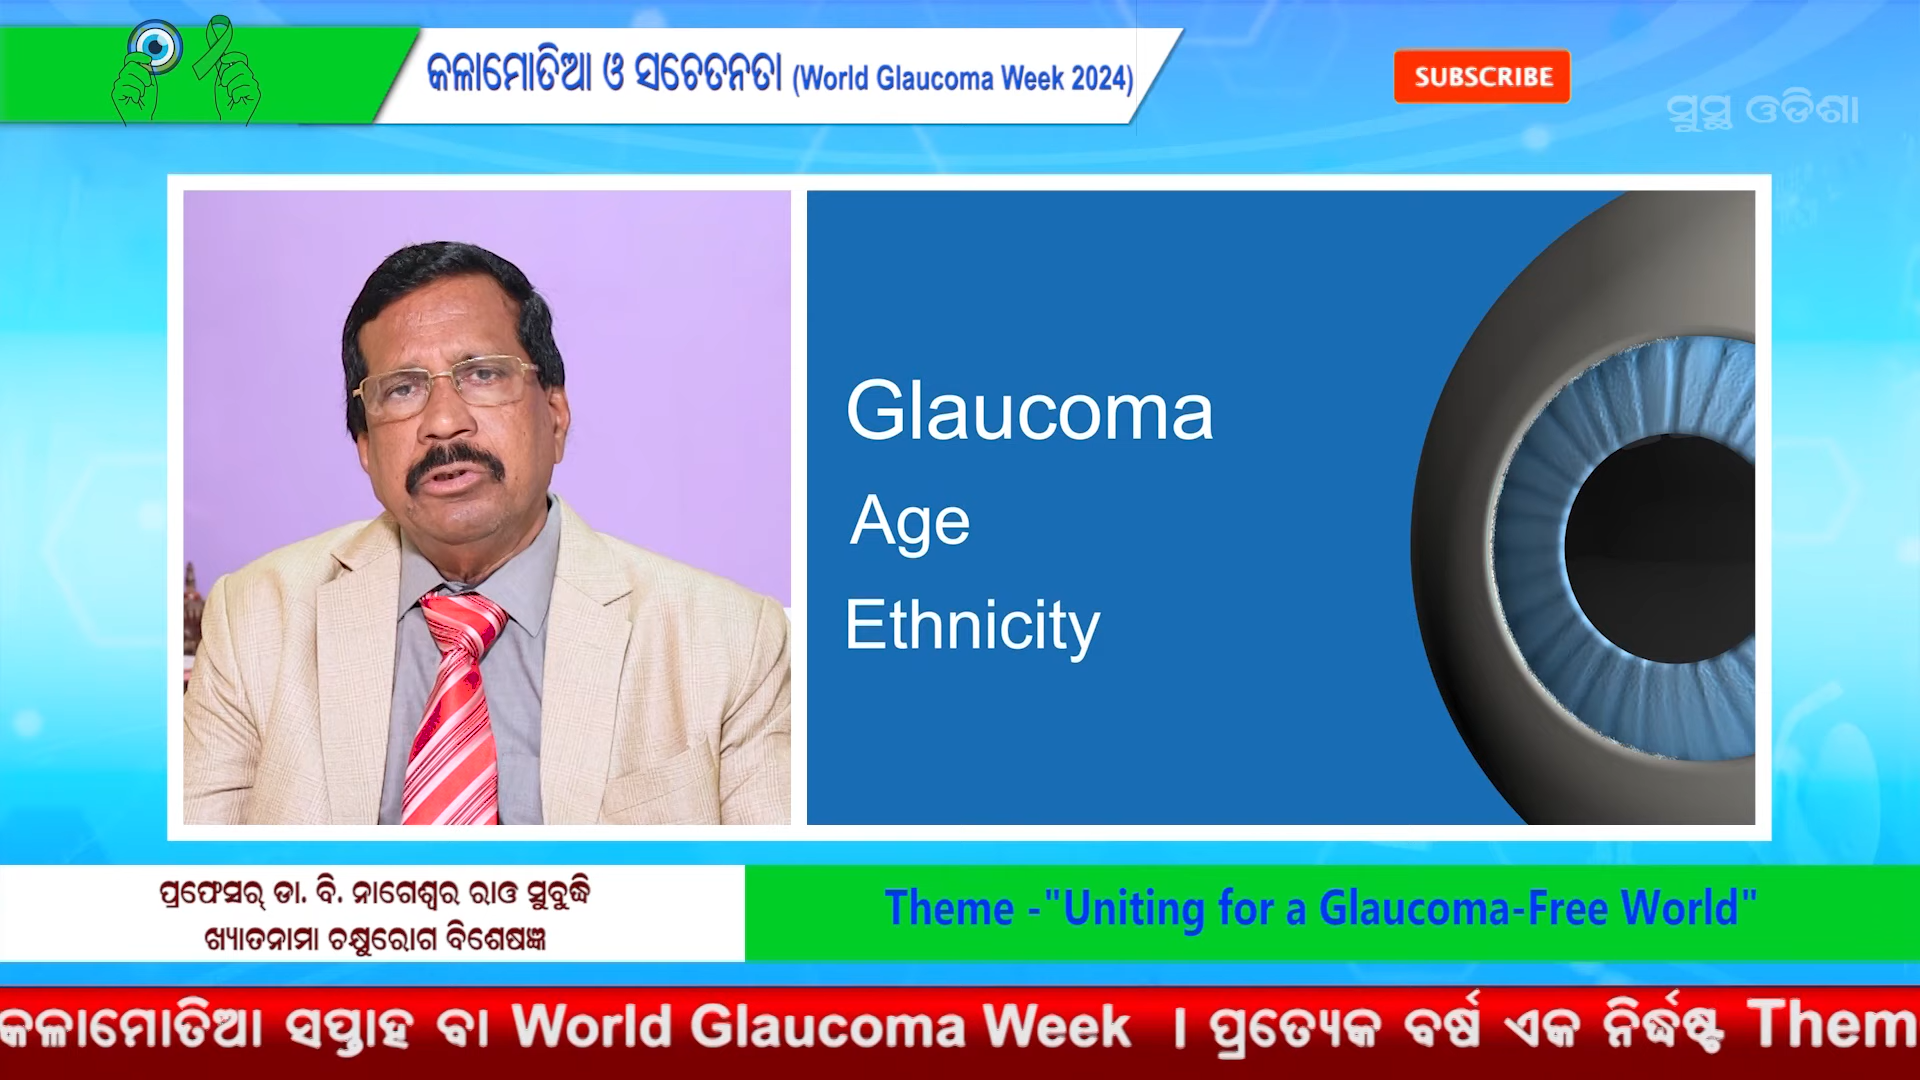 କଳାମୋତିଆ ଓ ସଚେତନତା (World Glaucoma Week 2024)
SUBSCRIBE
ସୁସ୍ଥ ଓଡିଶା
Glaucoma
Age
Ethnicity
ପ୍ରଫେସର୍ ଡା. ବି. ନାଗେଶ୍ୱର ରାଓ ସୁବୁଦ୍ଧି
ଖ୍ୟାତନାମା ଚକ୍ଷୁରୋଗ ବିଶେଷଜ୍ଞ
Theme -"Uniting for a Glaucoma-Free World"
କଳାମୋତିଆ ସପ୍ତାହ ବା World Glaucoma Week । ପ୍ରତ୍ୟେକ ବର୍ଷ ଏକ ନିର୍ଦ୍ଧିଷ୍ଟ Them